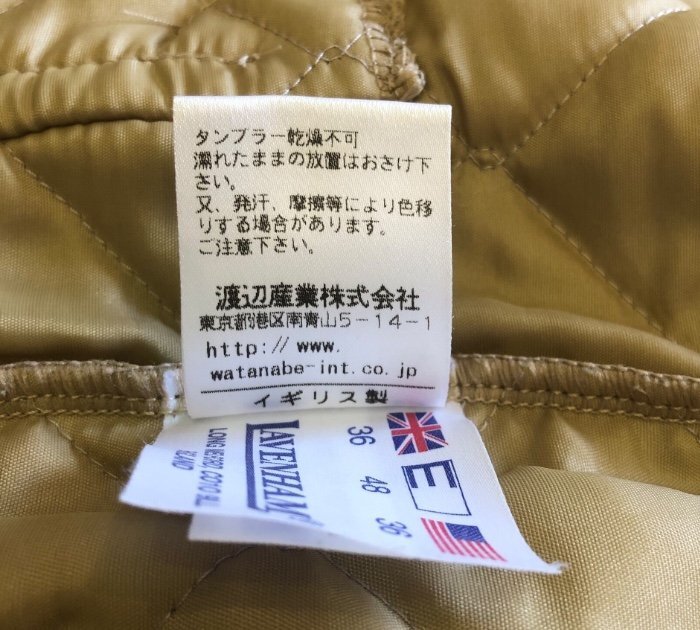 タンブラー乾燥不可
濡れたままの放置はおさけ下
さい。
又、発汗、摩擦等により色移
りする場合があります。
ご注意下さい。
渡辺産業株式会社
東京都港区南青山5-14-1
http://www.
watanabe-int.co.jp
イギリス製
LAVENHAM
36
E
48
36